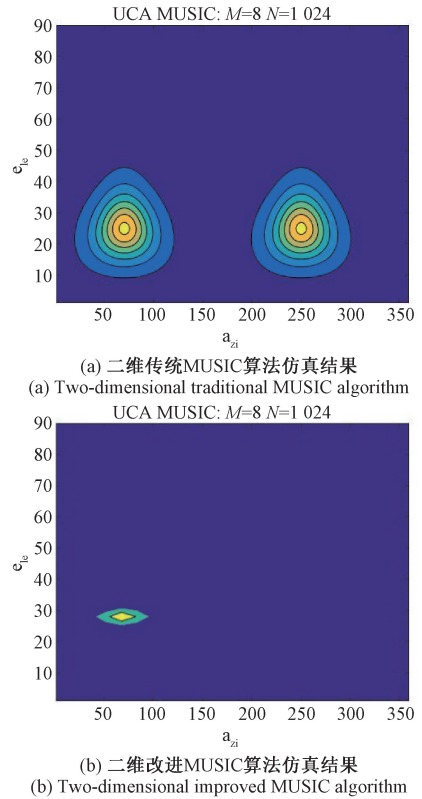 UCA MUSIC: M=8 N=1 024
90
80
70
60
50
40
30
20
10
e_le
50 100 150 200 250 300 350
a_zi
(a) 二维传统MUSIC算法仿真结果
(a) Two-dimensional traditional MUSIC algorithm
UCA MUSIC: M=8 N=1 024
90
80
70
60
50
40
30
20
10
e_le
50 100 150 200 250 300 350
a_zi
(b) 二维改进MUSIC算法仿真结果
(b) Two-dimensional improved MUSIC algorithm